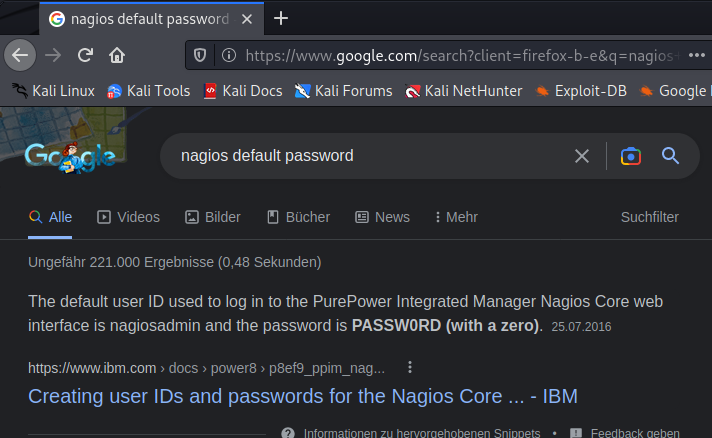 nagios default password
https://www.google.com/search?client=firefox-b-e&q=nagios
Kali Linux Kali Tools Kali Docs Kali Forums Kali NetHunter Exploit-DB Google
Google
nagios default password
Alle Videos Bilder Bücher News Mehr Suchfilter
Ungefähr 221.000 Ergebnisse (0,48 Sekunden)
The default user ID used to log in to the PurePower Integrated Manager Nagios Core web
interface is nagiosadmin and the password is PASSW0RD (with a zero). 25.07.2016
https://www.ibm.com › docs › power8 › p8ef9_ppim_nag...
Creating user IDs and passwords for the Nagios Core ... - IBM
Informationen zu hervorgehobenen Snippets • Feedback geben